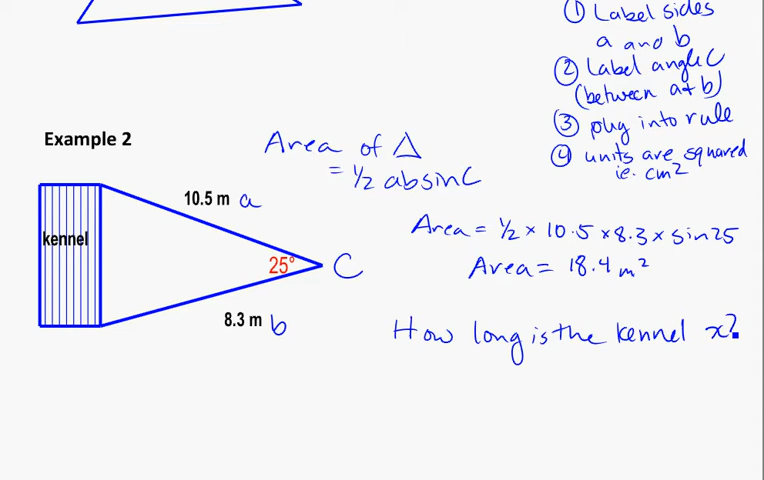 ① Label sides
a and b
② Label angle C
(between a & b)
③ plug into rule
④ units are squared
ie. cm²
Example 2
Area of Δ
= ½ absinC
10.5 m a
kennel
25° C
8.3 m b
Area = ½ × 10.5 × 8.3 × sin25
Area = 18.4 m²
How long is the kennel x?